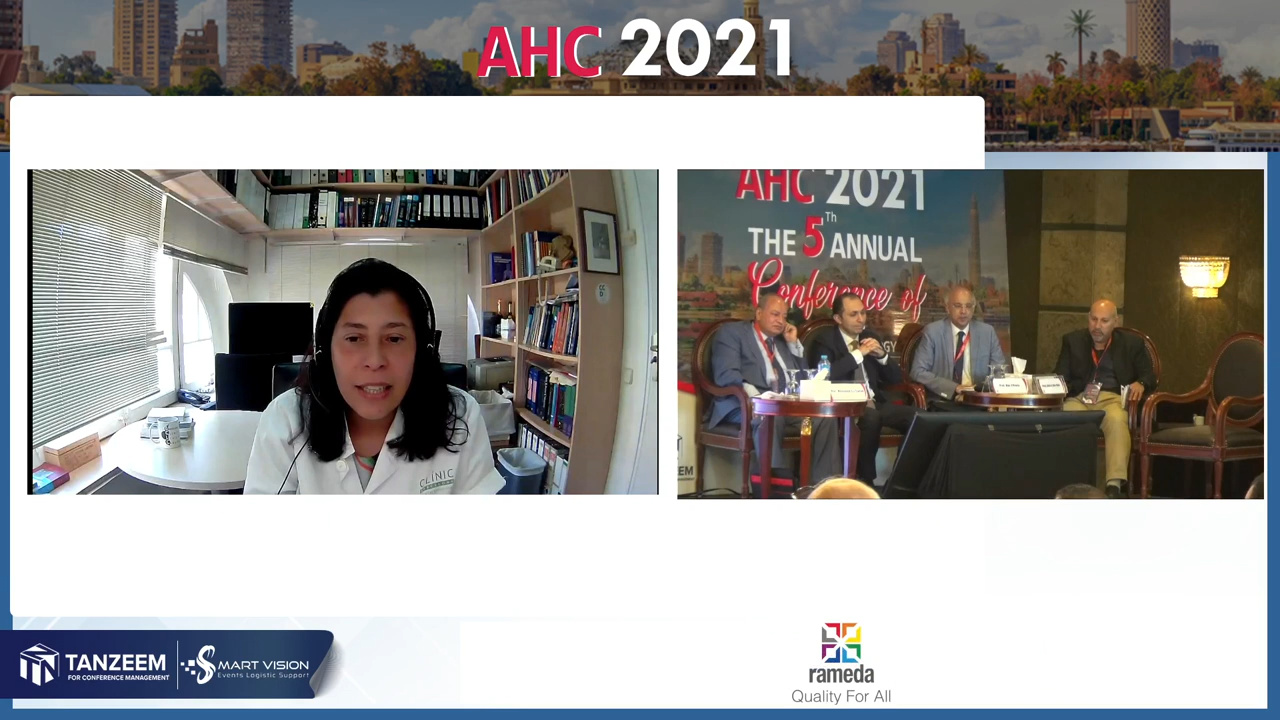 AHC 2021
CLINIC
AHC 2021
THE 5Th ANNUAL
Conference of
TANZEEM
FOR CONFERENCE MANAGEMENT
SMART VISION
Events Logistic Support
rameda
Quality For All